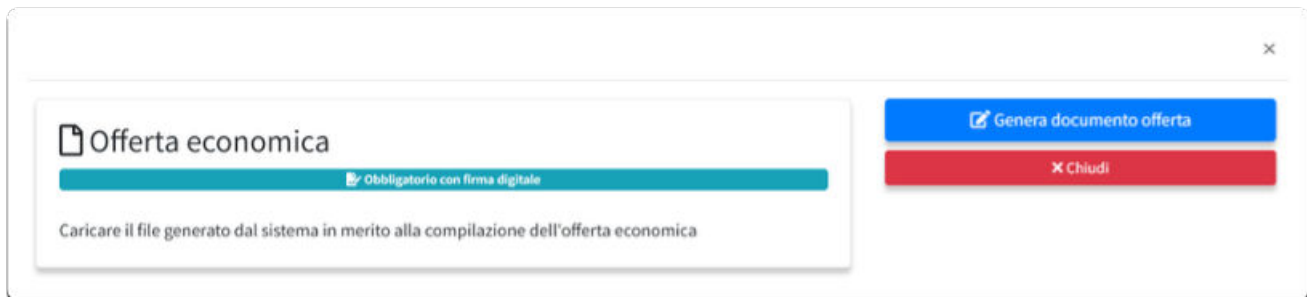 ×
Offerta economica
Obbligatorio con firma digitale
Caricare il file generato dal sistema in merito alla compilazione dell'offerta economica
Genera documento offerta
× Chiudi